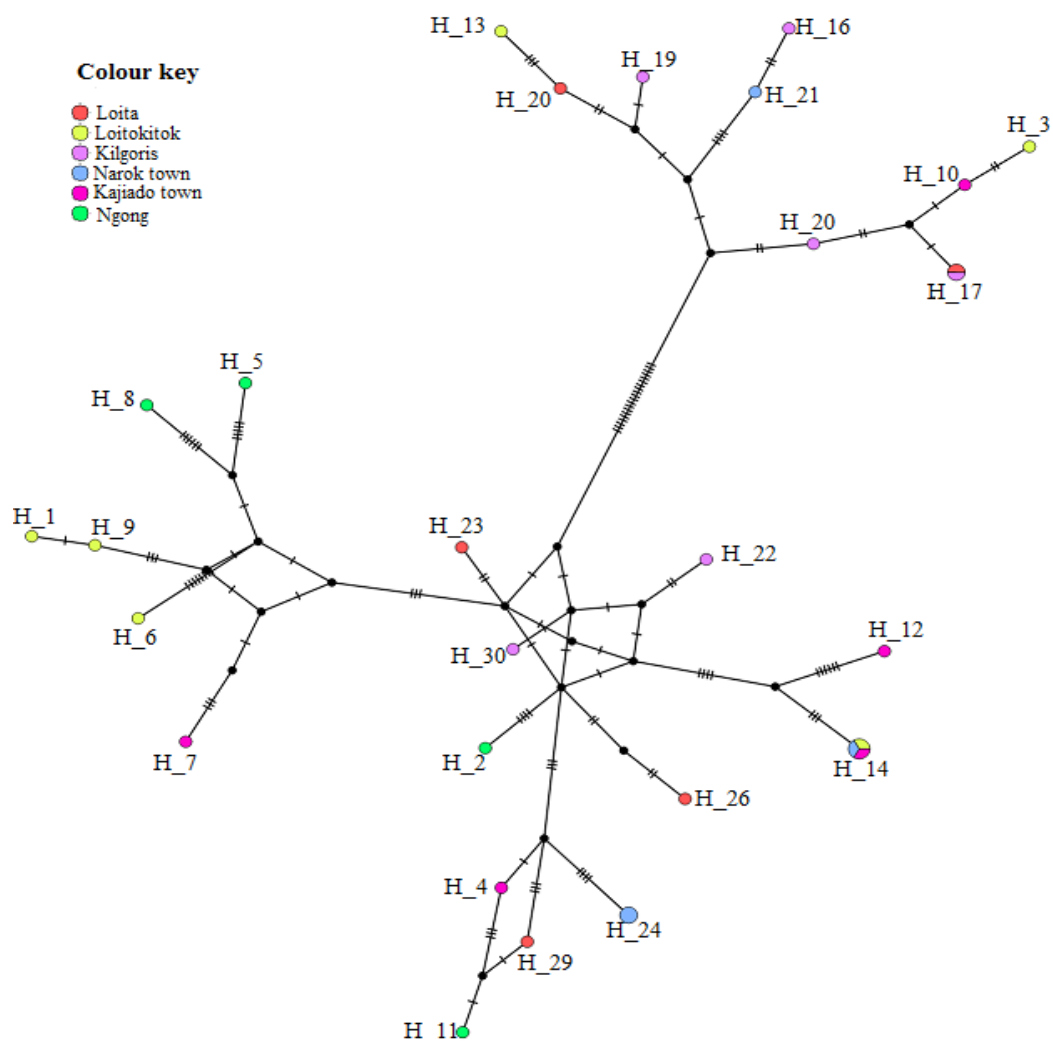 H_13
H_16
H_19
Colour key
H_20
H_21
Loita
Loitokitok
Kilgoris
Narok town
Kajiado town
Ngong
H_3
H_10
H_20
H_17
H_5
H_8
H_1
H_9
H_23
H_22
H_6
H_30
H_12
H_7
H_2
H_14
H_26
H_4
H_24
H_29
H_11